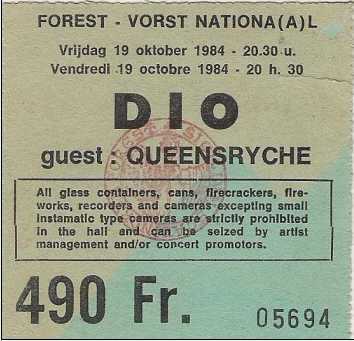 FOREST - VORST NATIONA(A)L
Vrijdag 19 oktober 1984 - 20.30 u.
Vendredi 19 octobre 1984 - 20 h. 30
DIO
guest : QUEENSRYCHE
All glass containers, cans, firecrackers, fire-
works, recorders and cameras excepting small
instamatic type cameras are strictly prohibited
in the hall and can be seized by artist
management and/or concert promotors.
490 Fr.
05694